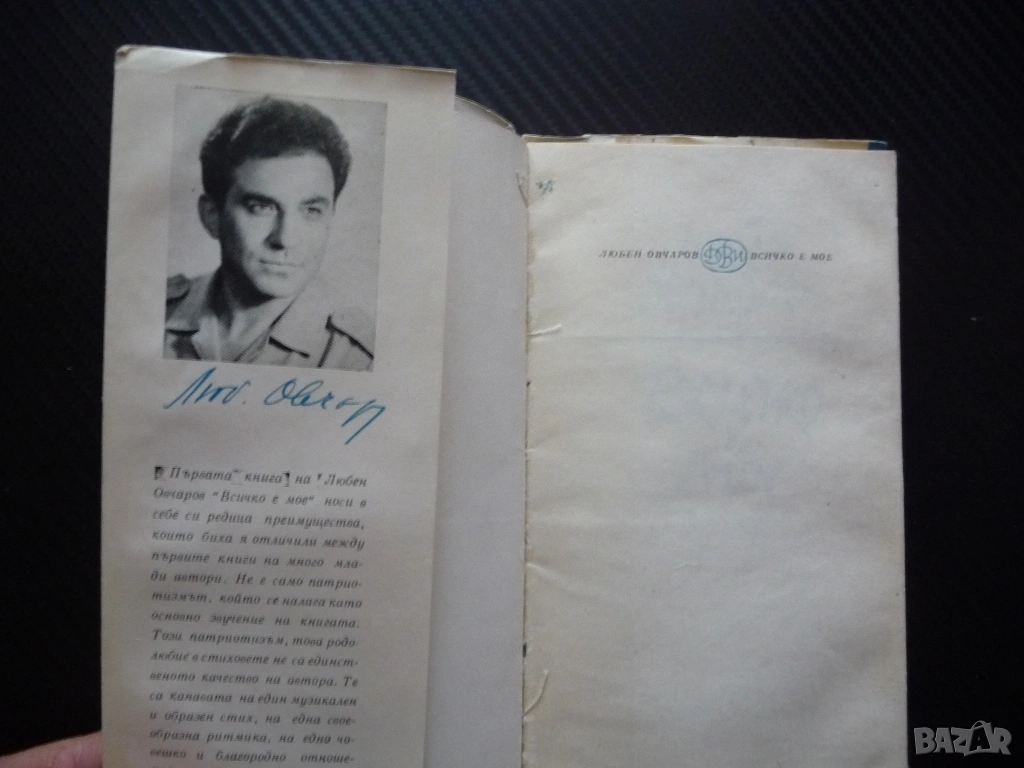 Люб. Овчар
Първата книга на Любен
Овчаров "Всичко е мое" носи в
себе си редица преимущества,
които биха я отличили между
първите книги на много мла-
ди автори. Не е само патрио-
тизмът, който се налага като
основно звучение на книгата.
Този патриотизъм, това родо-
любие в стиховете не са единст-
веното качество на автора. Те
са канавата на един музикален
и образен стих, на една свое-
образна ритмика, на едно чо-
вешко и благородно отноше-
ЛЮБЕН ОВЧАРОВ ВСИЧКО Е МОЕ
BAZAR